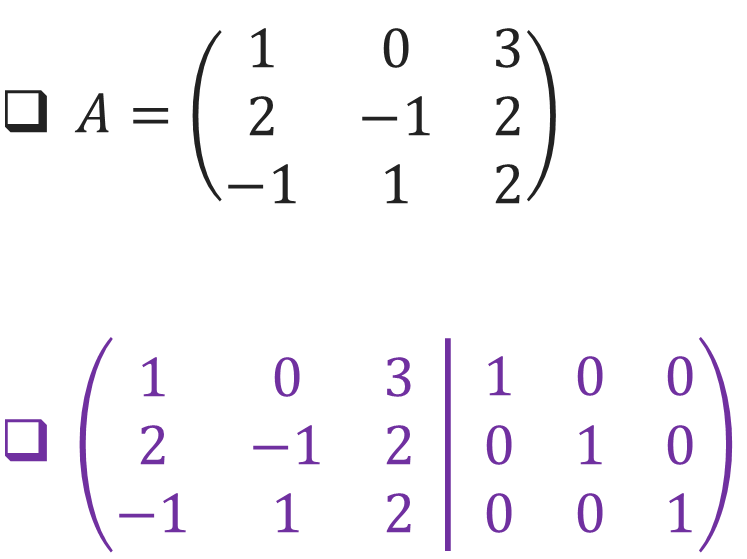 ❑ A = ( 1 0 3
2 −1 2
−1 1 2 )
❑ ( 1 0 3 | 1 0 0
2 −1 2 | 0 1 0
−1 1 2 | 0 0 1 )